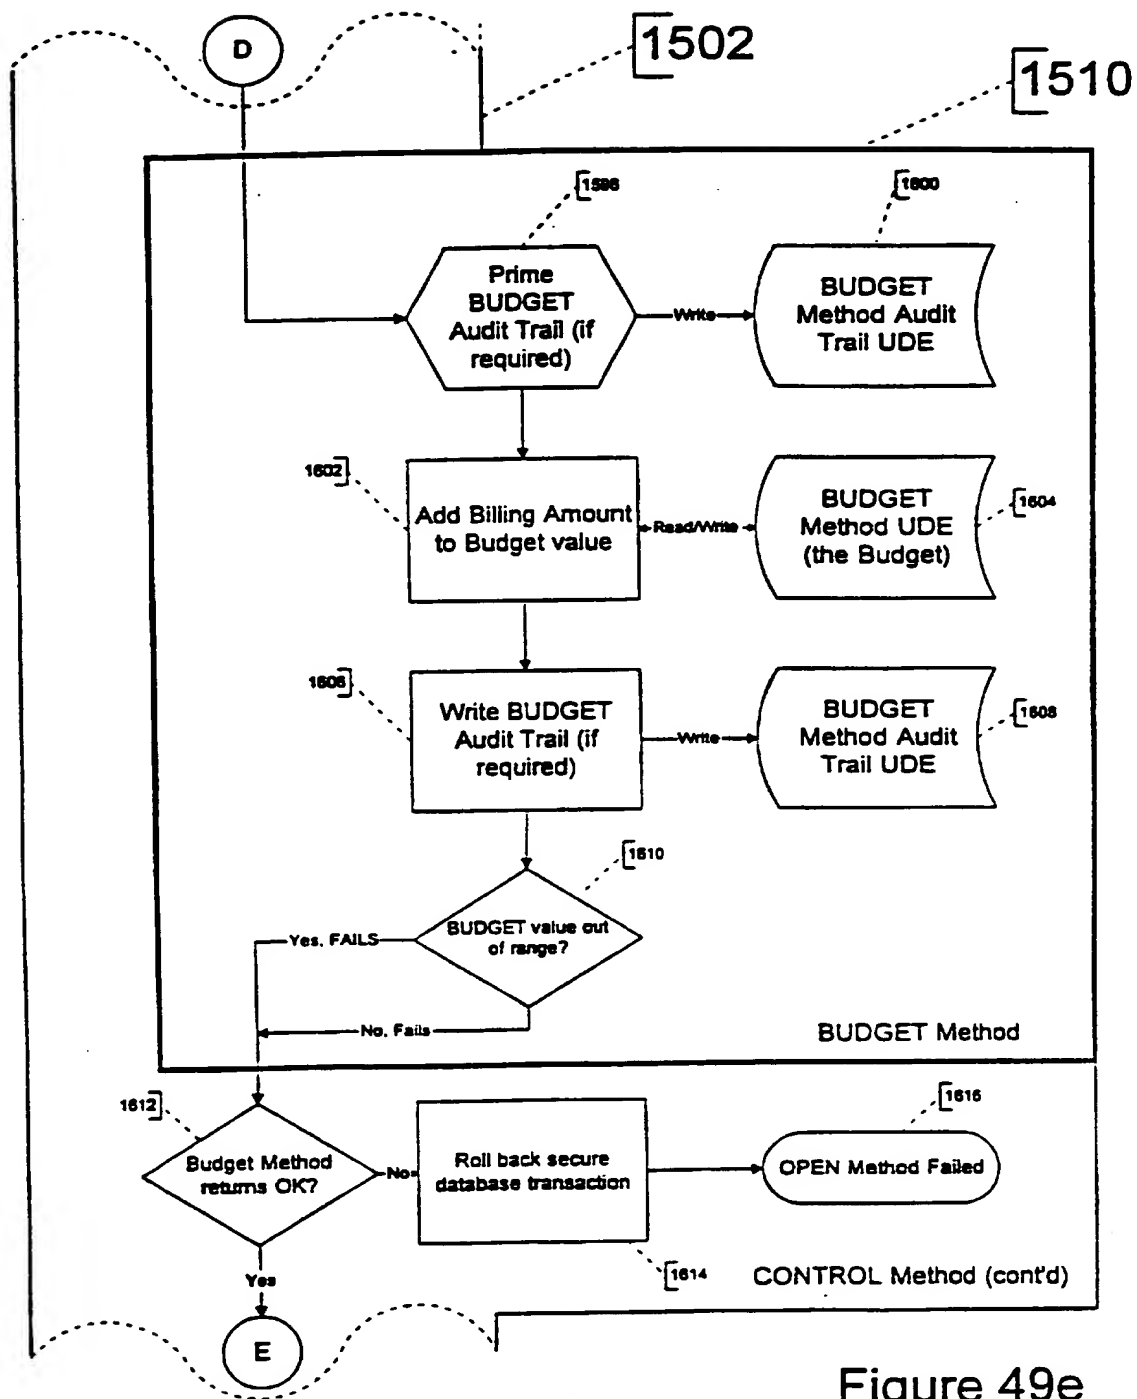 D
1502
1510
1596
1600
Prime
BUDGET
Audit Trail (if
required)
Write
BUDGET
Method Audit
Trail UDE
1602
Add Billing Amount
to Budget value
Read/Write
BUDGET
Method UDE
(the Budget)
1604
1606
Write BUDGET
Audit Trail (if
required)
Write
BUDGET
Method Audit
Trail UDE
1608
1610
BUDGET value out
of range?
Yes, FAILS
No, Fails
BUDGET Method
1612
Budget Method
returns OK?
No
Roll back secure
database transaction
1616
OPEN Method Failed
Yes
1614
CONTROL Method (cont'd)
E
Figure 49e